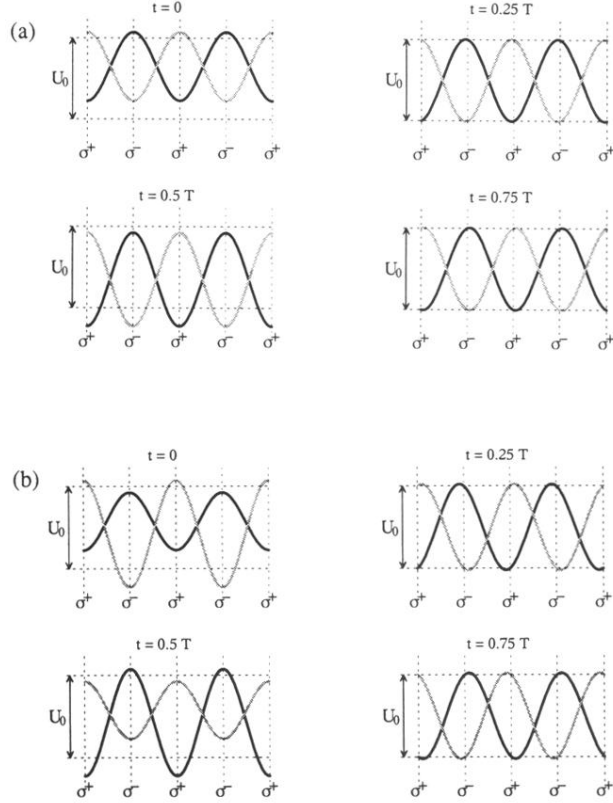 (a)
t = 0
U₀
σ⁺ σ⁻ σ⁺ σ⁻ σ⁺
t = 0.25 T
U₀
σ⁺ σ⁻ σ⁺ σ⁻ σ⁺
t = 0.5 T
U₀
σ⁺ σ⁻ σ⁺ σ⁻ σ⁺
t = 0.75 T
U₀
σ⁺ σ⁻ σ⁺ σ⁻ σ⁺
(b)
t = 0
U₀
σ⁺ σ⁻ σ⁺ σ⁻ σ⁺
t = 0.25 T
U₀
σ⁺ σ⁻ σ⁺ σ⁻ σ⁺
t = 0.5 T
U₀
σ⁺ σ⁻ σ⁺ σ⁻ σ⁺
t = 0.75 T
U₀
σ⁺ σ⁻ σ⁺ σ⁻ σ⁺